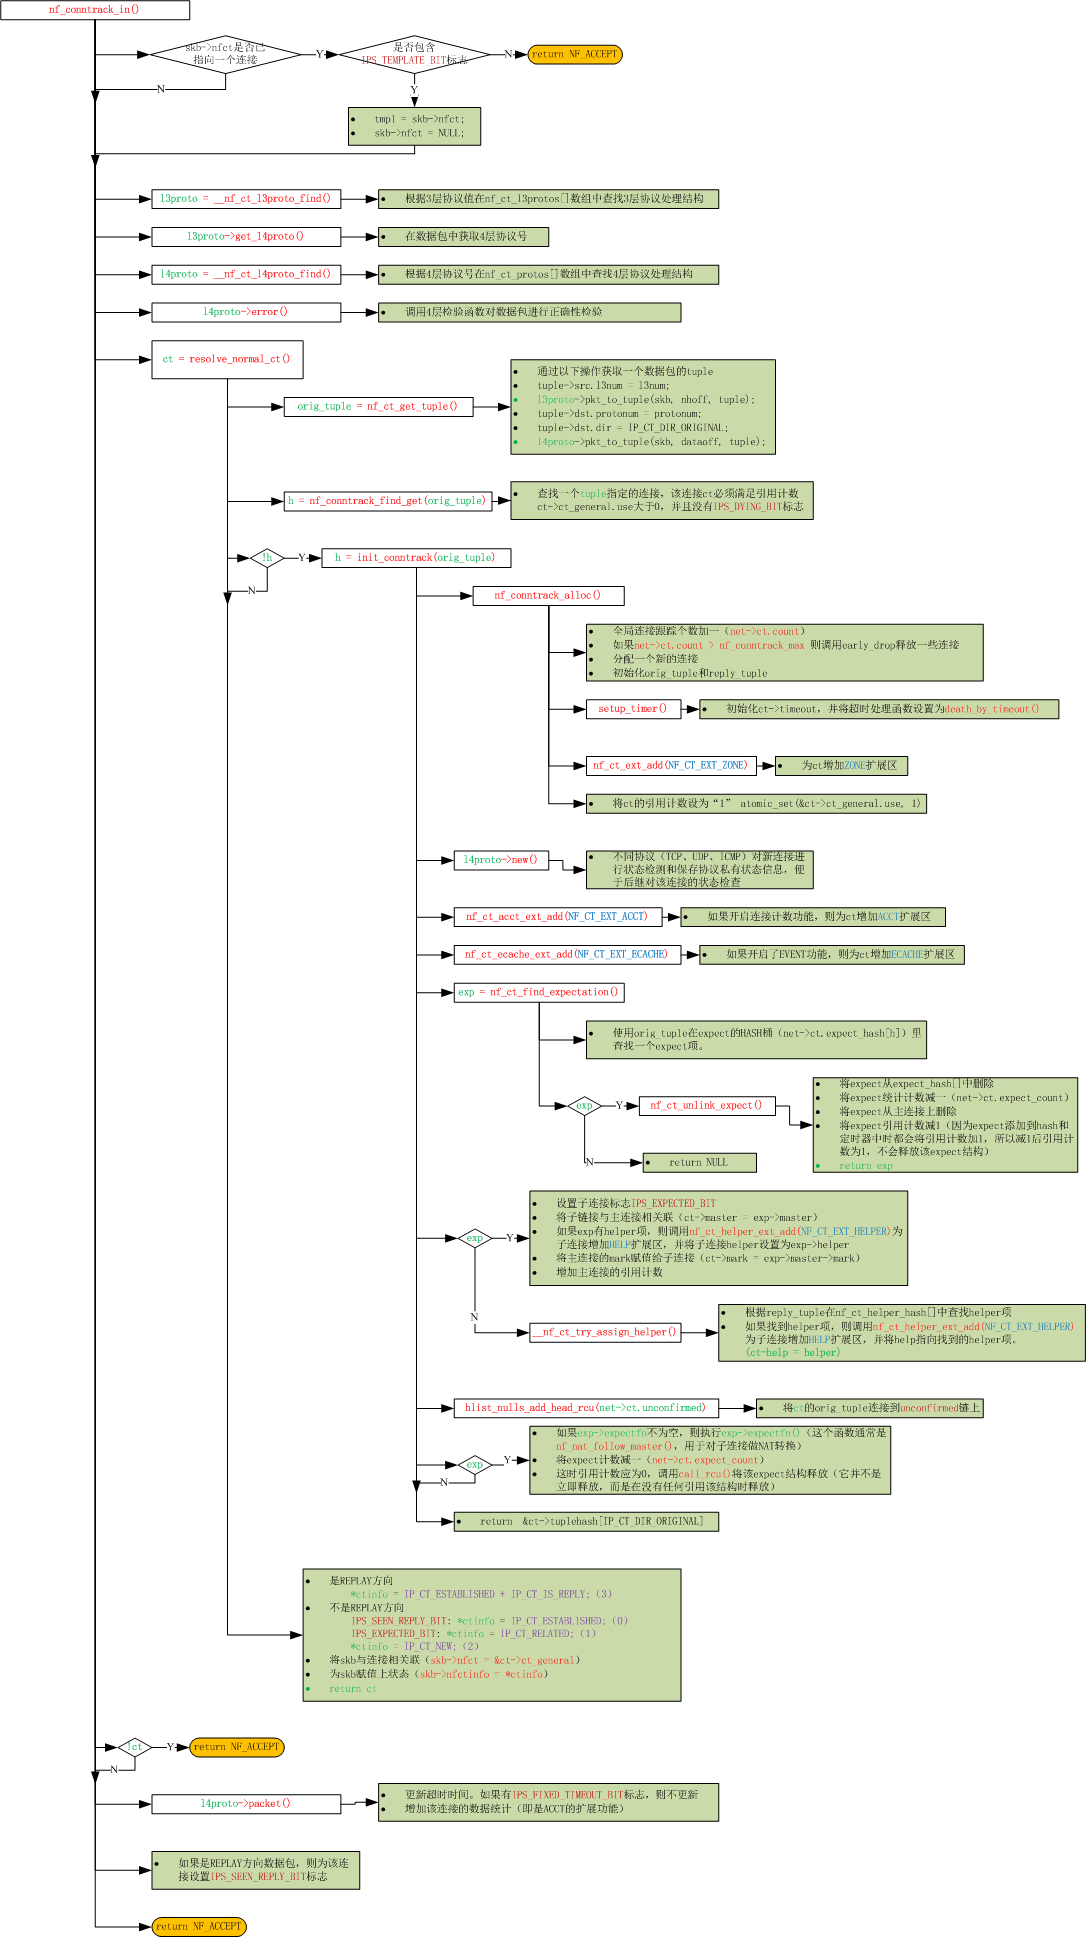 nf_conntrack_in()
skb->nfct是否已
指向一个连接
Y
是否包含
IPS_TEMPLATE_BIT标志
N
return NF_ACCEPT
N
Y
• tmpl = skb->nfct;
• skb->nfct = NULL;
l3proto = __nf_ct_l3proto_find()
• 根据3层协议值在nf_ct_l3protos[]数组中查找3层协议处理结构
l3proto->get_l4proto()
• 在数据包中获取4层协议号
l4proto = __nf_ct_l4proto_find()
• 根据4层协议号在nf_ct_protos[]数组中查找4层协议处理结构
l4proto->error()
• 调用4层检验函数对数据包进行正确性检验
ct = resolve_normal_ct()
orig_tuple = nf_ct_get_tuple()
• 通过以下操作获取一个数据包的tuple
• tuple->src.l3num = l3num;
• l3proto->pkt_to_tuple(skb, nhoff, tuple);
• tuple->dst.protonum = protonum;
• tuple->dst.dir = IP_CT_DIR_ORIGINAL;
• l4proto->pkt_to_tuple(skb, dataoff, tuple);
h = nf_conntrack_find_get(orig_tuple)
• 查找一个tuple指定的连接，该连接ct必须满足引用计数
ct->ct_general.use大于0，并且没有IPS_DYING_BIT标志
!h
Y
h = init_conntrack(orig_tuple)
N
nf_conntrack_alloc()
• 全局连接跟踪个数加一（net->ct.count）
• 如果net->ct.count > nf_conntrack_max 则调用early_drop释放一些连接
• 分配一个新的连接
• 初始化orig_tuple和reply_tuple
setup_timer()
• 初始化ct->timeout，并将超时处理函数设置为death_by_timeout()
nf_ct_ext_add(NF_CT_EXT_ZONE)
• 为ct增加ZONE扩展区
• 将ct的引用计数设为“1” atomic_set(&ct->ct_general.use, 1)
l4proto->new()
• 不同协议（TCP、UDP、ICMP）对新连接进
行状态检测和保存协议私有状态信息，便
于后继对该连接的状态检查
nf_ct_acct_ext_add(NF_CT_EXT_ACCT)
• 如果开启连接计数功能，则为ct增加ACCT扩展区
nf_ct_ecache_ext_add(NF_CT_EXT_ECACHE)
• 如果开启了EVENT功能，则为ct增加ECACHE扩展区
exp = nf_ct_find_expectation()
• 使用orig_tuple在expect的HASH桶（net->ct.expect_hash[h]）里
查找一个expect项。
exp
Y
nf_ct_unlink_expect()
• 将expect从expect_hash[]中删除
• 将expect统计计数减一（net->ct.expect_count）
• 将expect从主连接上删除
• 将expect引用计数减1（因为expect添加到hash和
定时器中时都会将引用计数加1，所以减1后引用计
数为1，不会释放该expect结构）
• return exp
N
• return NULL
exp
Y
• 设置子连接标志IPS_EXPECTED_BIT
• 将子链接与主连接相关联（ct->master = exp->master）
• 如果exp有helper项，则调用nf_ct_helper_ext_add(NF_CT_EXT_HELPER)为
子连接增加HELP扩展区，并将子连接helper设置为exp->helper
• 将主连接的mark赋值给子连接（ct->mark = exp->master->mark）
• 增加主连接的引用计数
N
__nf_ct_try_assign_helper()
• 根据reply_tuple在nf_ct_helper_hash[]中查找helper项
• 如果找到helper项，则调用nf_ct_helper_ext_add(NF_CT_EXT_HELPER)
为子连接增加HELP扩展区，并将help指向找到的helper项。
(ct-help = helper)
hlist_nulls_add_head_rcu(net->ct.unconfirmed)
• 将ct的orig_tuple连接到unconfirmed链上
exp
Y
• 如果exp->expectfn不为空，则执行exp->expectfn()（这个函数通常是
nf_nat_follow_master()，用于对子连接做NAT转换）
• 将expect计数减一（net->ct.expect_count）
• 这时引用计数应为0，调用call_rcu()将该expect结构释放（它并不是
立即释放，而是在没有任何引用该结构时释放）
N
• return &ct->tuplehash[IP_CT_DIR_ORIGINAL]
• 是REPLAY方向
*ctinfo = IP_CT_ESTABLISHED + IP_CT_IS_REPLY;（3）
• 不是REPLAY方向
IPS_SEEN_REPLY_BIT: *ctinfo = IP_CT_ESTABLISHED;（0）
IPS_EXPECTED_BIT: *ctinfo = IP_CT_RELATED;（1）
*ctinfo = IP_CT_NEW;（2）
• 将skb与连接相关联（skb->nfct = &ct->ct_general）
• 为skb赋值上状态（skb->nfctinfo = *ctinfo）
• return ct
!ct
Y
return NF_ACCEPT
N
l4proto->packet()
• 更新超时时间。如果有IPS_FIXED_TIMEOUT_BIT标志，则不更新
• 增加该连接的数据统计（即是ACCT的扩展功能）
• 如果是REPLAY方向数据包，则为该连
接设置IPS_SEEN_REPLY_BIT标志
return NF_ACCEPT